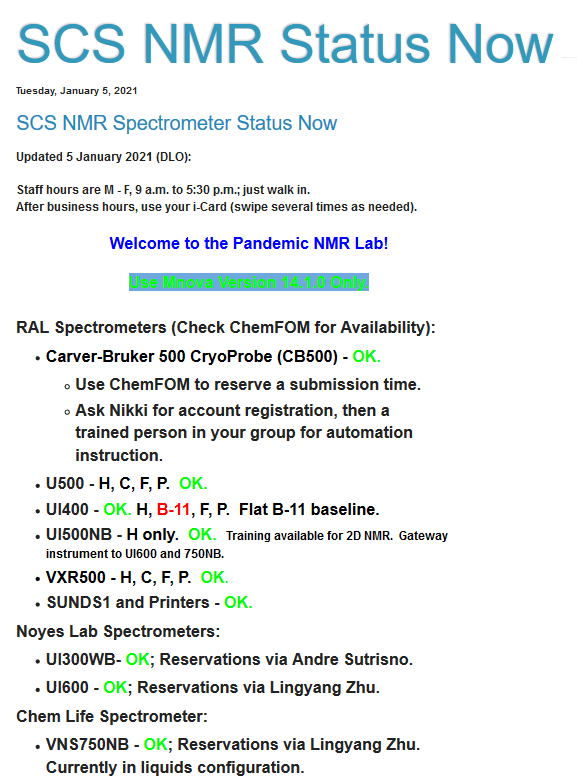 SCS NMR Status Now
Tuesday, January 5, 2021
SCS NMR Spectrometer Status Now
Updated 5 January 2021 (DLO):
Staff hours are M - F, 9 a.m. to 5:30 p.m.; just walk in.
After business hours, use your i-Card (swipe several times as needed).
Welcome to the Pandemic NMR Lab!
Use Mnova Version 14.1.0 Only.
RAL Spectrometers (Check ChemFOM for Availability):
Carver-Bruker 500 CryoProbe (CB500) - OK.
Use ChemFOM to reserve a submission time.
Ask Nikki for account registration, then a
trained person in your group for automation
instruction.
U500 - H, C, F, P. OK.
UI400 - OK. H, B-11, F, P. Flat B-11 baseline.
UI500NB - H only. OK. Training available for 2D NMR. Gateway
instrument to UI600 and 750NB.
VXR500 - H, C, F, P. OK.
SUNDS1 and Printers - OK.
Noyes Lab Spectrometers:
UI300WB- OK; Reservations via Andre Sutrisno.
UI600 - OK; Reservations via Lingyang Zhu.
Chem Life Spectrometer:
VNS750NB - OK; Reservations via Lingyang Zhu.
Currently in liquids configuration.